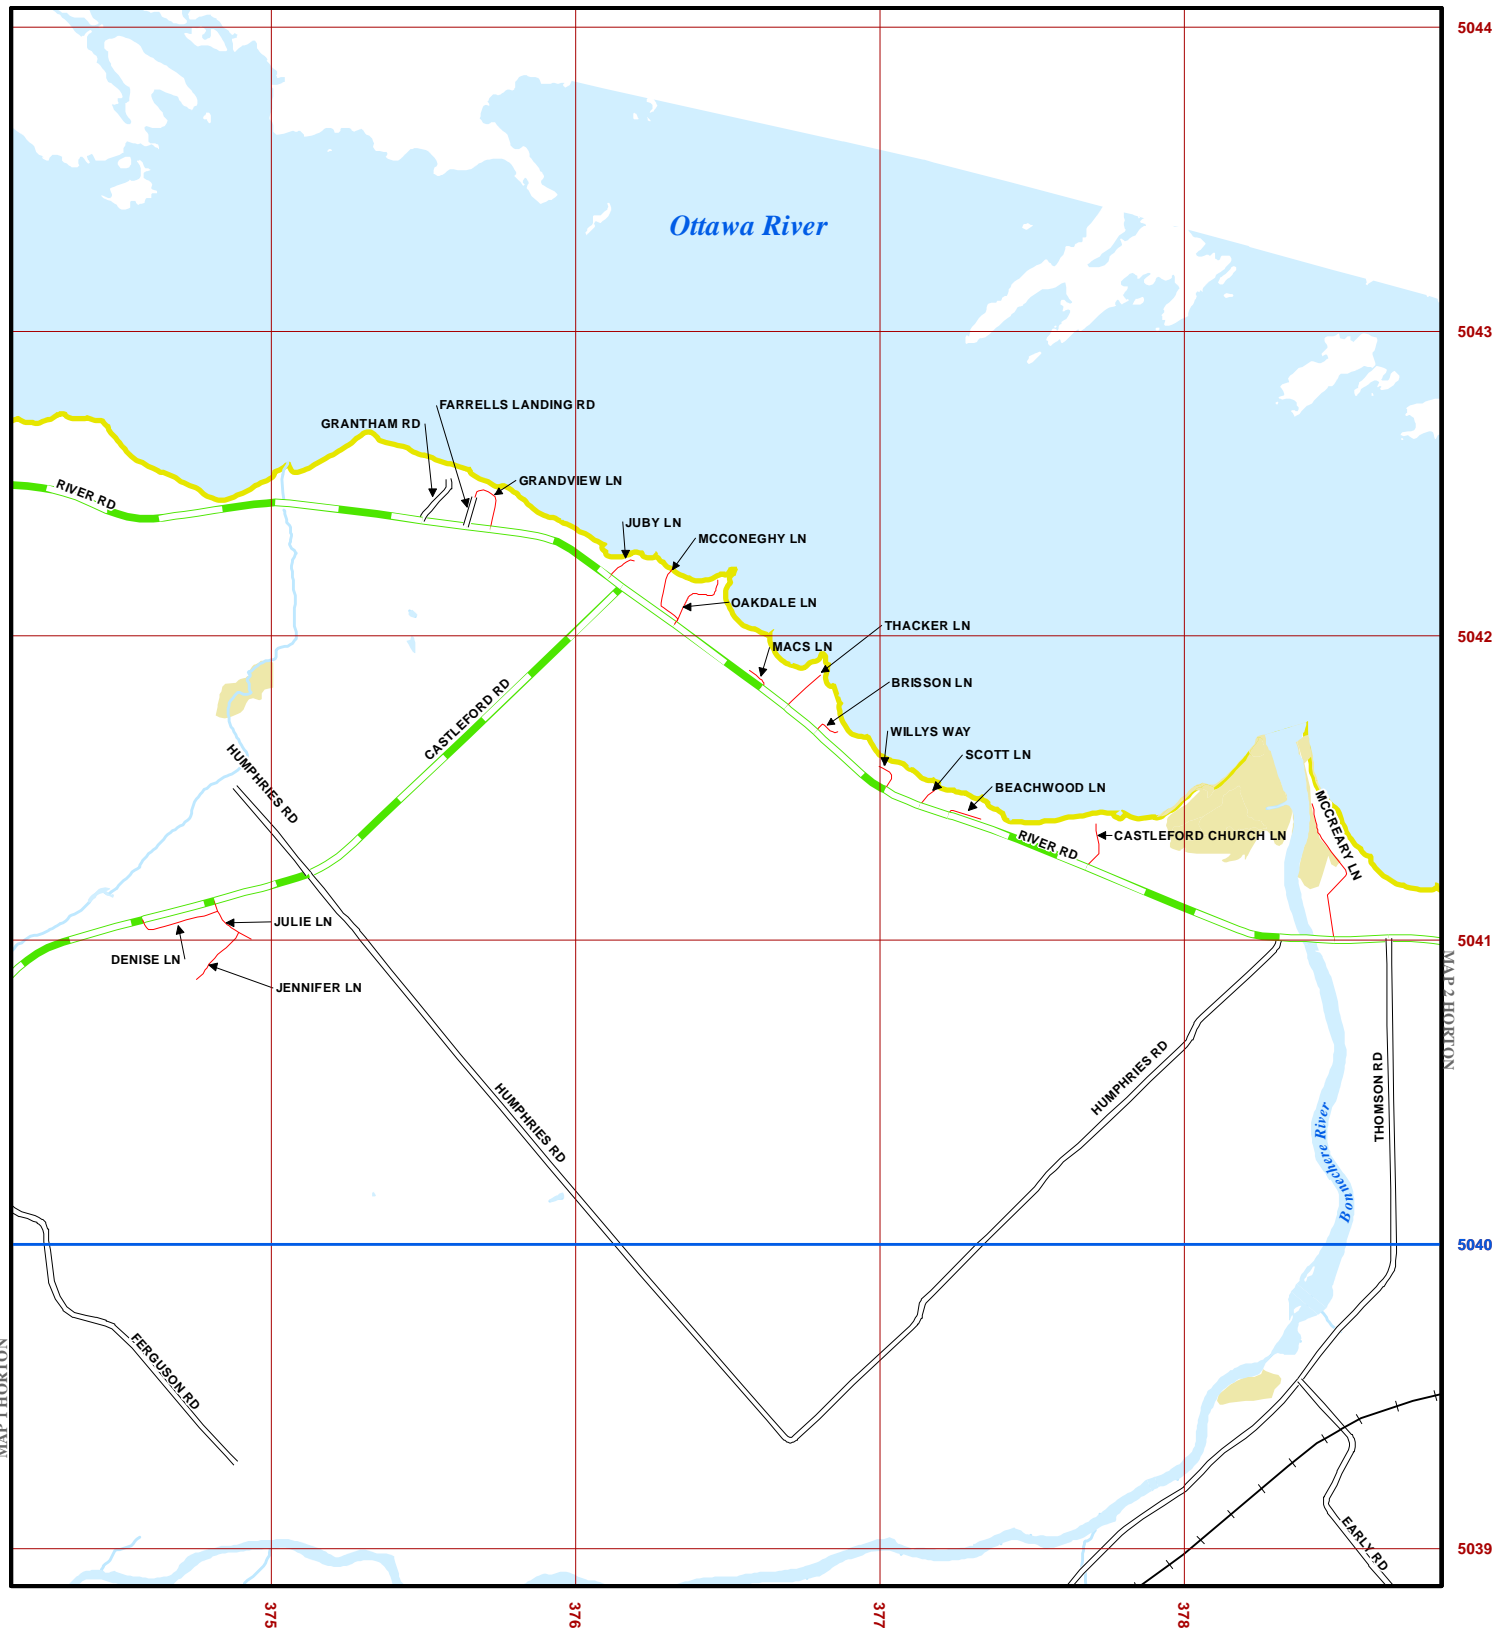 5044
Ottawa River
5043
FARRELLS LANDING RD
GRANTHAM RD
GRANDVIEW LN
RIVER RD
JUBY LN
MCCONEGHY LN
OAKDALE LN
THACKER LN
5042
MACS LN
BRISSON LN
CASTLEFORD RD
WILLYS WAY
SCOTT LN
HUMPHRIES RD
BEACHWOOD LN
MCCREARY LN
CASTLEFORD CHURCH LN
RIVER RD
JULIE LN
5041
DENISE LN
JENNIFER LN
MAP 2 HORTON
HUMPHRIES RD
HUMPHRIES RD
THOMSON RD
Bonnechere River
5040
FERGUSON RD
EARLY RD
5039
375
376
377
378